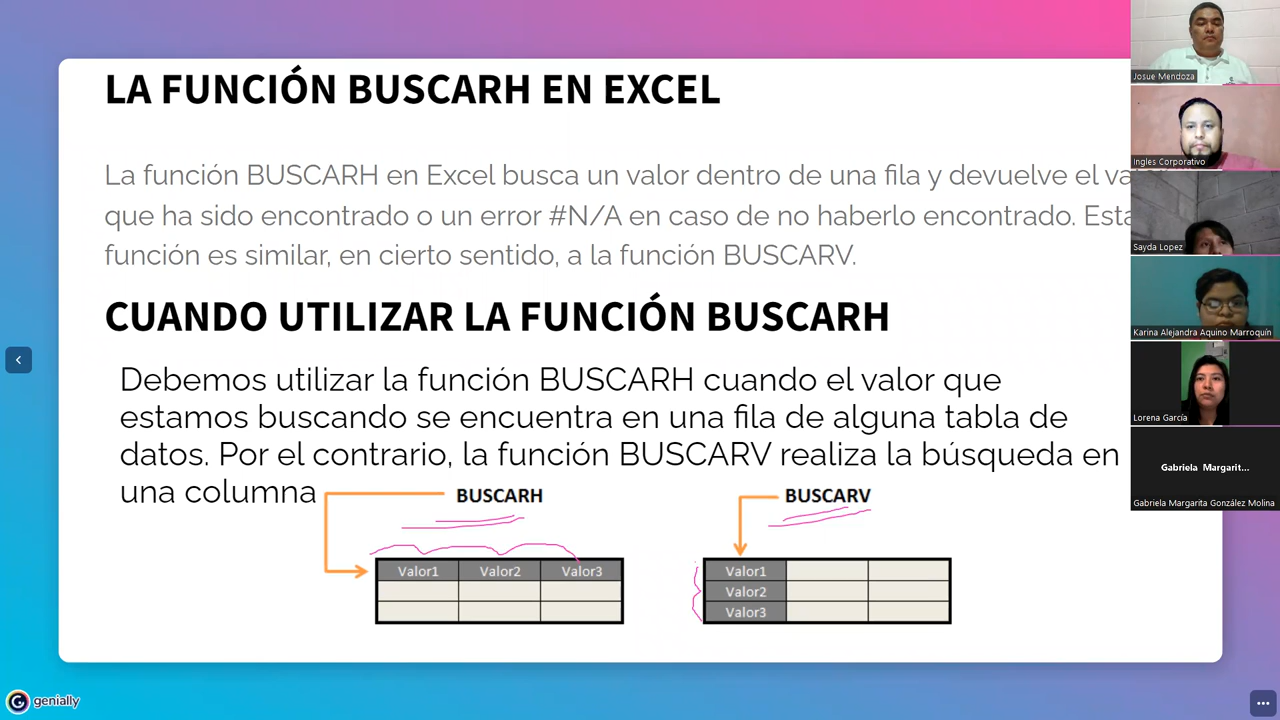 LA FUNCIÓN BUSCARH EN EXCEL
La función BUSCARH en Excel busca un valor dentro de una fila y devuelve el
que ha sido encontrado o un error #N/A en caso de no haberlo encontrado. Esta
función es similar, en cierto sentido, a la función BUSCARV.
CUANDO UTILIZAR LA FUNCIÓN BUSCARH
Debemos utilizar la función BUSCARH cuando el valor que
estamos buscando se encuentra en una fila de alguna tabla de
datos. Por el contrario, la función BUSCARV realiza la búsqueda en
una columna
BUSCARH
Valor1 Valor2 Valor3
BUSCARV
Valor1
Valor2
Valor3
Josue Mendoza
Ingles Corporativo
Sayda Lopez
Karina Alejandra Aquino Marroquín
Lorena García
Gabriela Margarit...
Gabriela Margarita González Molina
genially